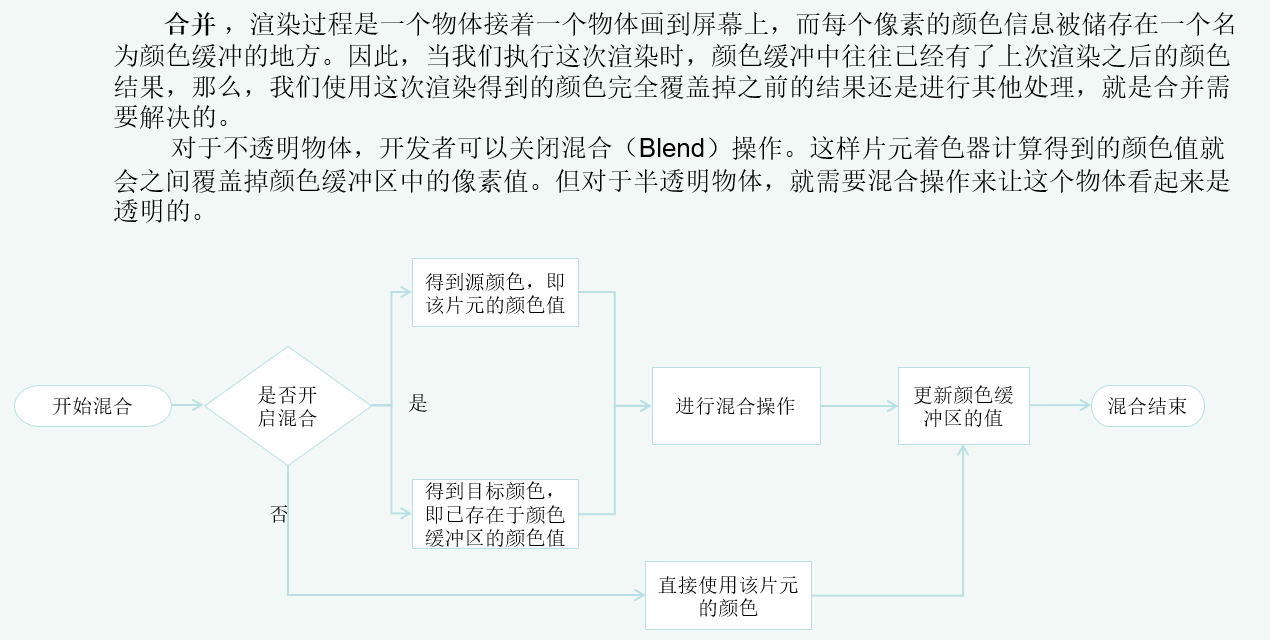 合并 ，渲染过程是一个物体接着一个物体画到屏幕上，而每个像素的颜色信息被储存在一个名
为颜色缓冲的地方。因此，当我们执行这次渲染时，颜色缓冲中往往已经有了上次渲染之后的颜色
结果，那么，我们使用这次渲染得到的颜色完全覆盖掉之前的结果还是进行其他处理，就是合并需
要解决的。
对于不透明物体，开发者可以关闭混合（Blend）操作。这样片元着色器计算得到的颜色值就
会之间覆盖掉颜色缓冲区中的像素值。但对于半透明物体，就需要混合操作来让这个物体看起来是
透明的。
得到源颜色，即
该片元的颜色值
开始混合
是否开
启混合
是
进行混合操作
更新颜色缓
冲区的值
混合结束
得到目标颜色，
即已存在于颜色
缓冲区的颜色值
否
直接使用该片元
的颜色